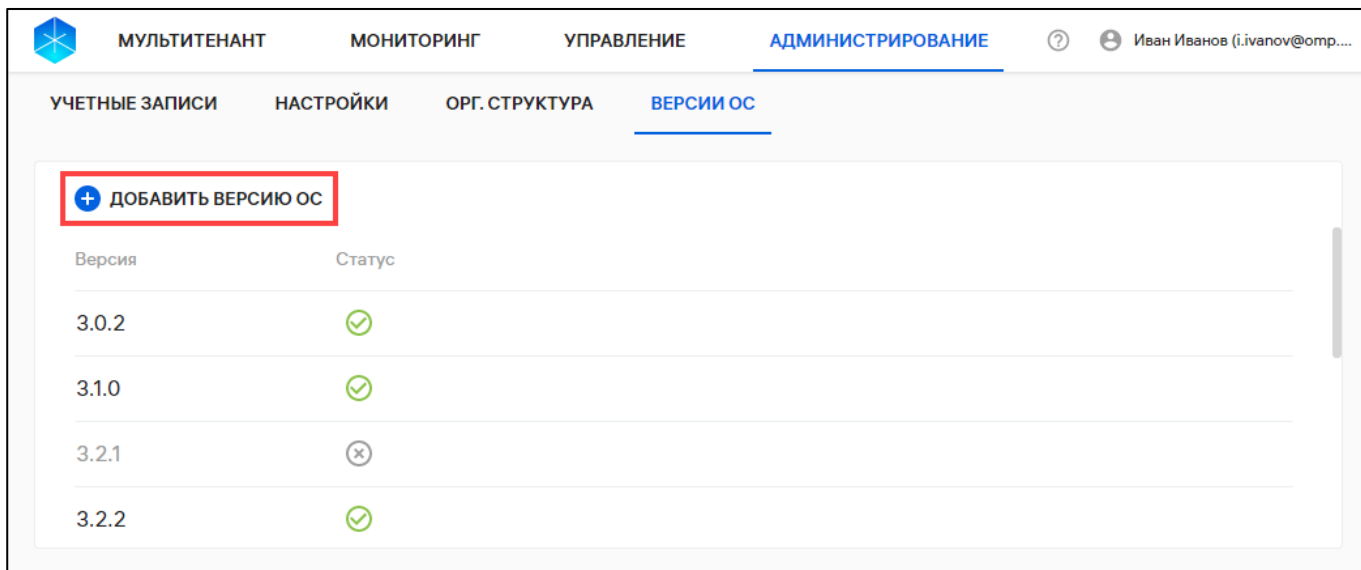 МУЛЬТИТЕНАНТ МОНИТОРИНГ УПРАВЛЕНИЕ АДМИНИСТРИРОВАНИЕ Иван Иванов (i.ivanov@omp....
УЧЕТНЫЕ ЗАПИСИ НАСТРОЙКИ ОРГ. СТРУКТУРА ВЕРСИИ ОС
ДОБАВИТЬ ВЕРСИЮ ОС
Версия Статус
3.0.2
3.1.0
3.2.1
3.2.2